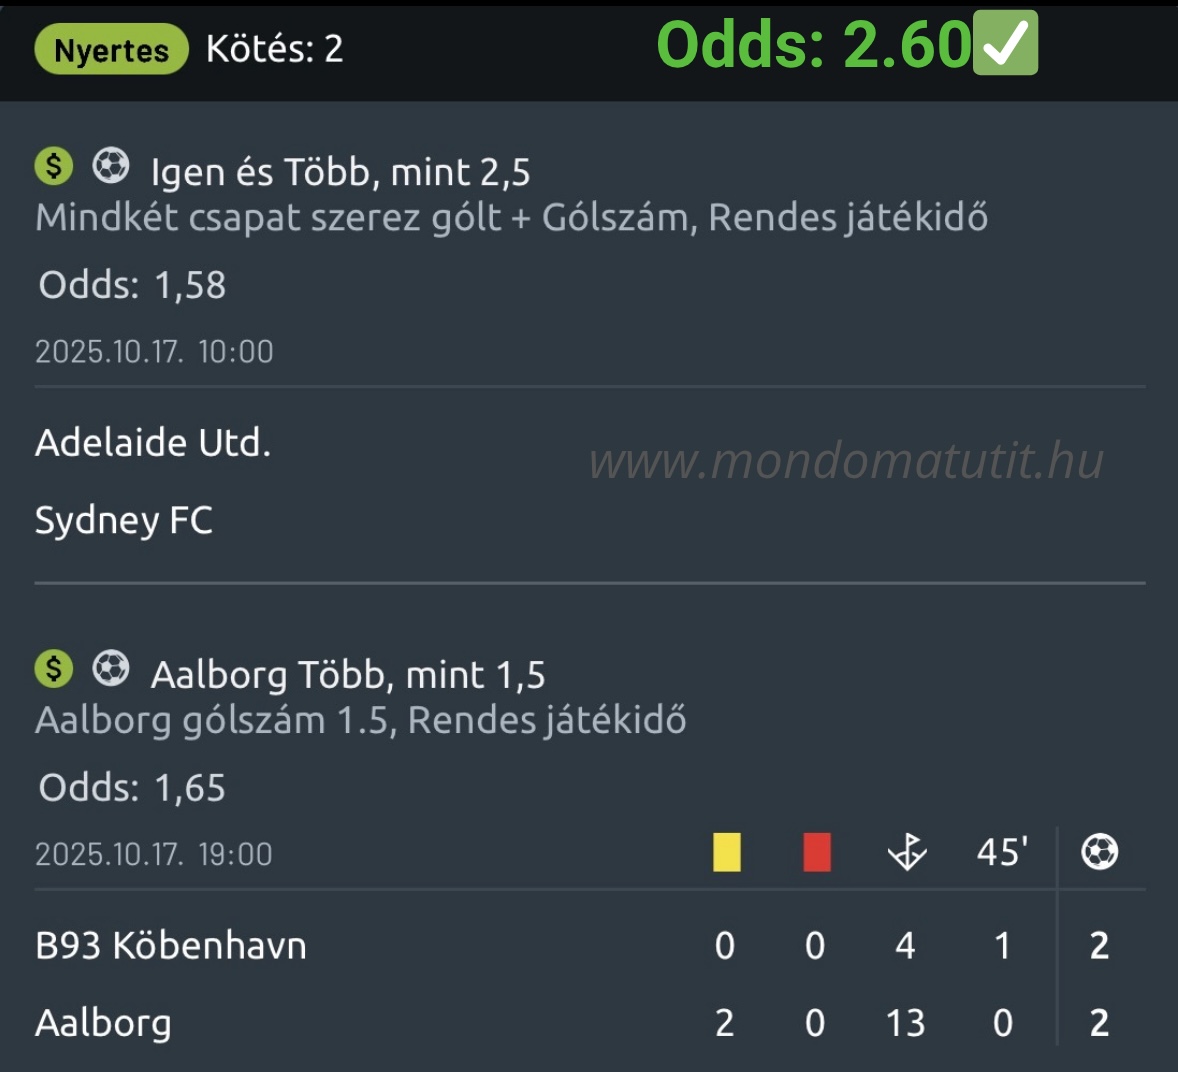 Nyertes Kötés: 2 Odds: 2.60
Igen és Több, mint 2,5
Mindkét csapat szerez gólt + Gólszám, Rendes játékidő
Odds: 1,58
2025.10.17. 10:00
Adelaide Utd.
www.mondomatutit.hu
Sydney FC
Aalborg Több, mint 1,5
Aalborg gólszám 1.5, Rendes játékidő
Odds: 1,65
2025.10.17. 19:00 45'
B93 Köbenhavn 0 0 4 1 2
Aalborg 2 0 13 0 2